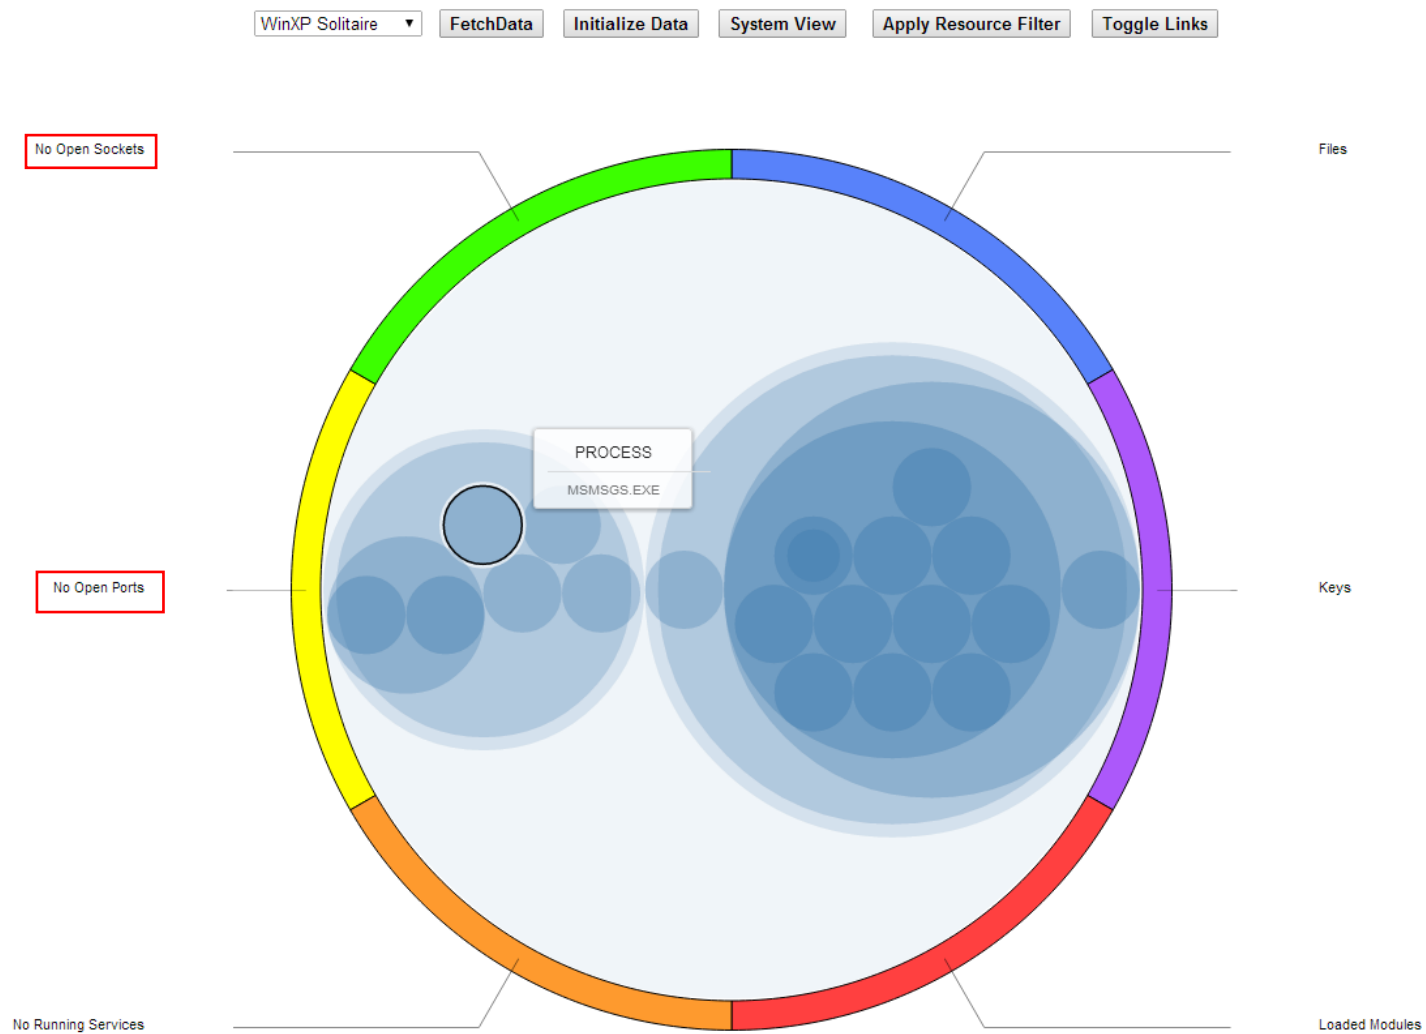 WinXP Solitaire
FetchData
Initialize Data
System View
Apply Resource Filter
Toggle Links
No Open Sockets
Files
PROCESS
MSMSGS.EXE
No Open Ports
Keys
No Running Services
Loaded Modules